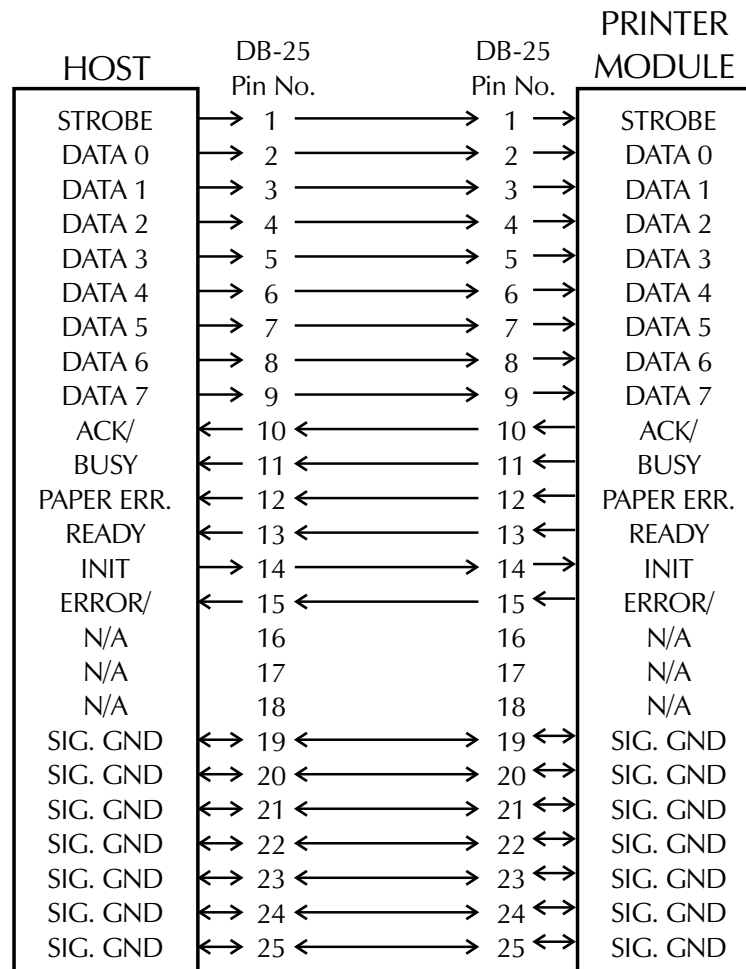 PRINTER
HOST DB-25 DB-25 MODULE
Pin No. Pin No.
STROBE 1 1 STROBE
DATA 0 2 2 DATA 0
DATA 1 3 3 DATA 1
DATA 2 4 4 DATA 2
DATA 3 5 5 DATA 3
DATA 4 6 6 DATA 4
DATA 5 7 7 DATA 5
DATA 6 8 8 DATA 6
DATA 7 9 9 DATA 7
ACK/ 10 10 ACK/
BUSY 11 11 BUSY
PAPER ERR. 12 12 PAPER ERR.
READY 13 13 READY
INIT 14 14 INIT
ERROR/ 15 15 ERROR/
N/A 16 16 N/A
N/A 17 17 N/A
N/A 18 18 N/A
SIG. GND 19 19 SIG. GND
SIG. GND 20 20 SIG. GND
SIG. GND 21 21 SIG. GND
SIG. GND 22 22 SIG. GND
SIG. GND 23 23 SIG. GND
SIG. GND 24 24 SIG. GND
SIG. GND 25 25 SIG. GND